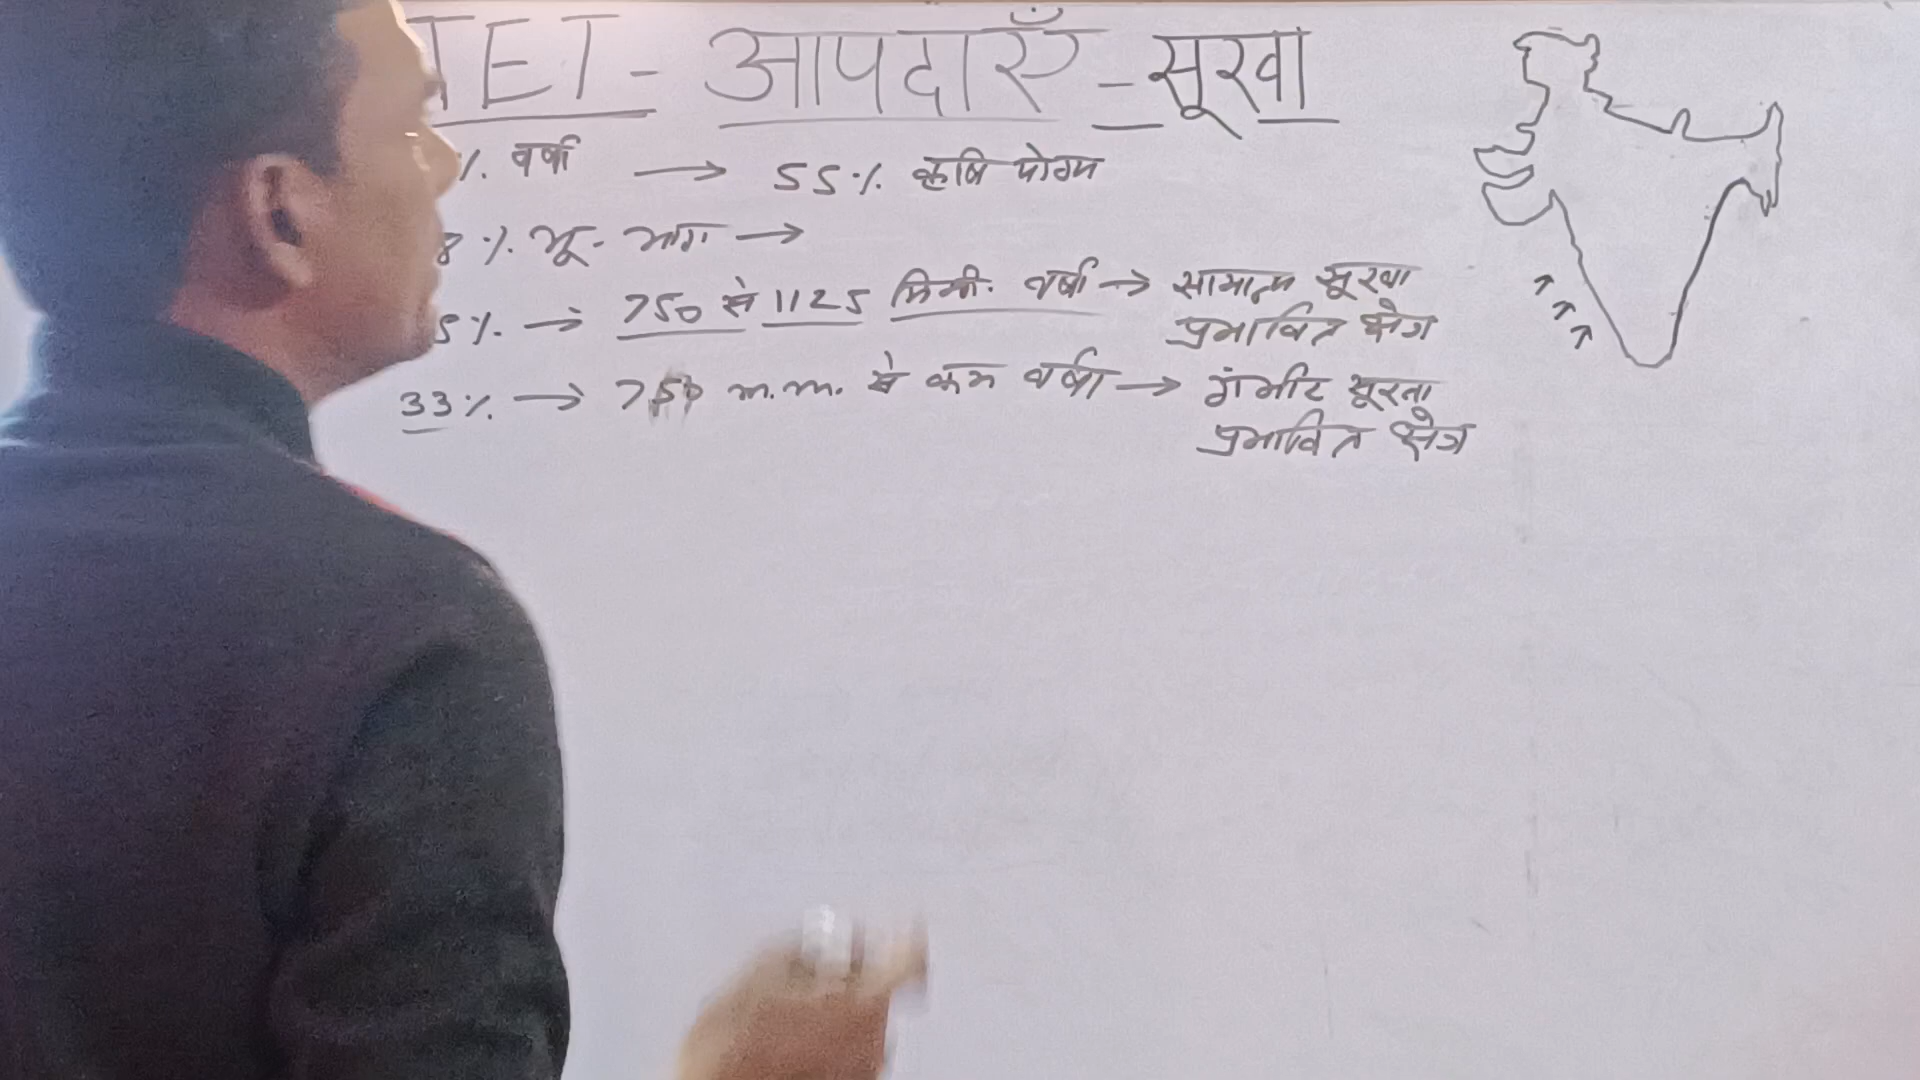 TET - आपदाएँ - सूखा
% वर्षा → 55% कृषि योग्य
8% भू-भाग →
5% → 750 से 1125 मिमी. वर्षा → सामान्य सूखा
प्रभावित क्षेत्र
33% → 750 m.m. से कम वर्षा → गंभीर सूखा
प्रभावित क्षेत्र